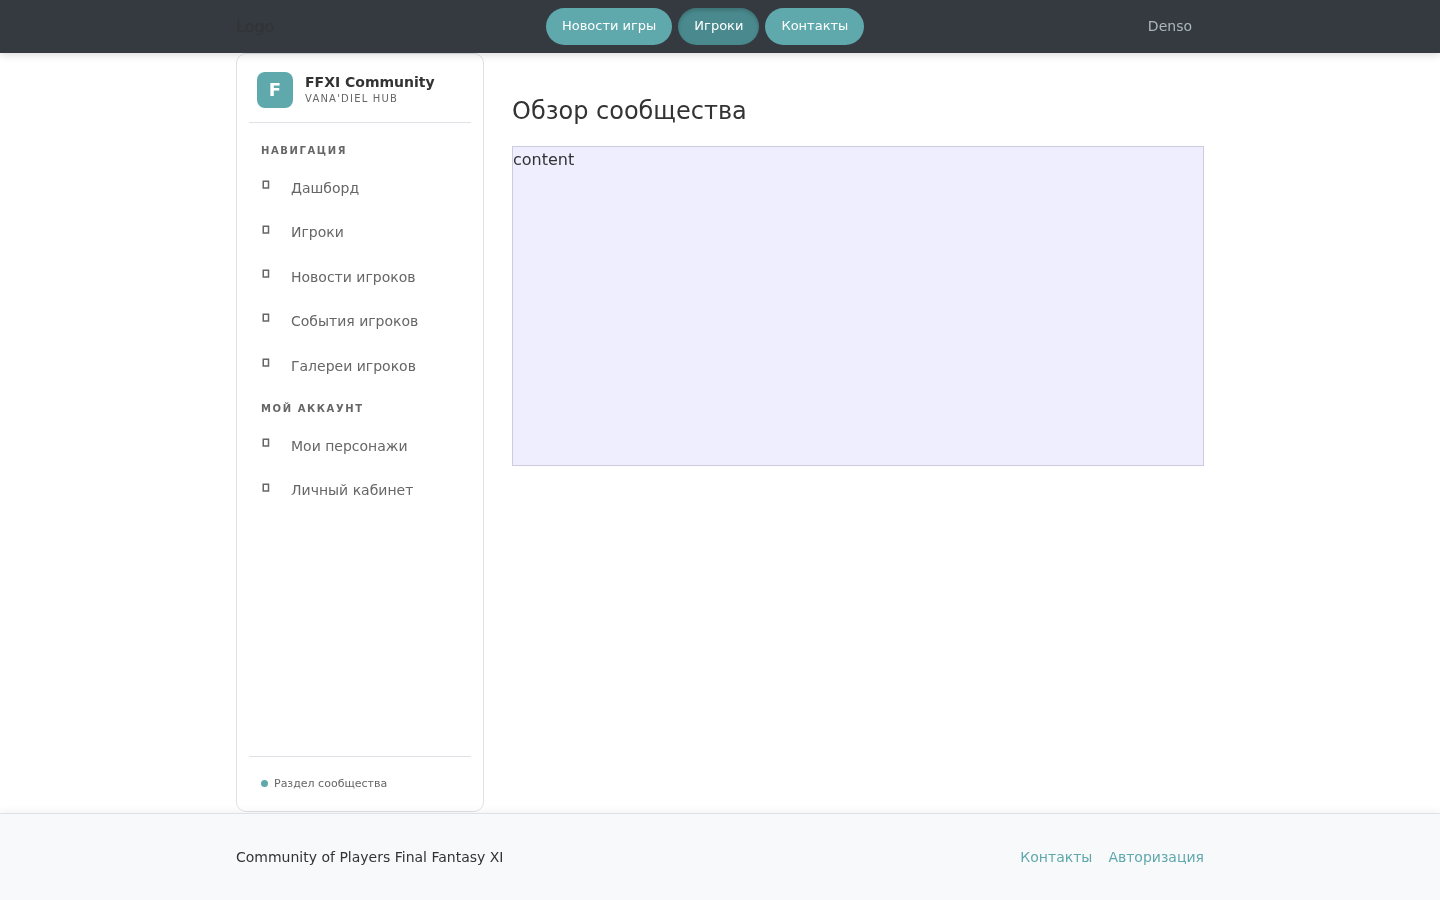 Logo
Новости игры
Игроки
Контакты
Denso
F
FFXI Community
VANA'DIEL HUB
НАВИГАЦИЯ
Дашборд
Игроки
Новости игроков
События игроков
Галереи игроков
МОЙ АККАУНТ
Мои персонажи
Личный кабинет
Раздел сообщества
Обзор сообщества
content
Community of Players Final Fantasy XI
Контакты
Авторизация